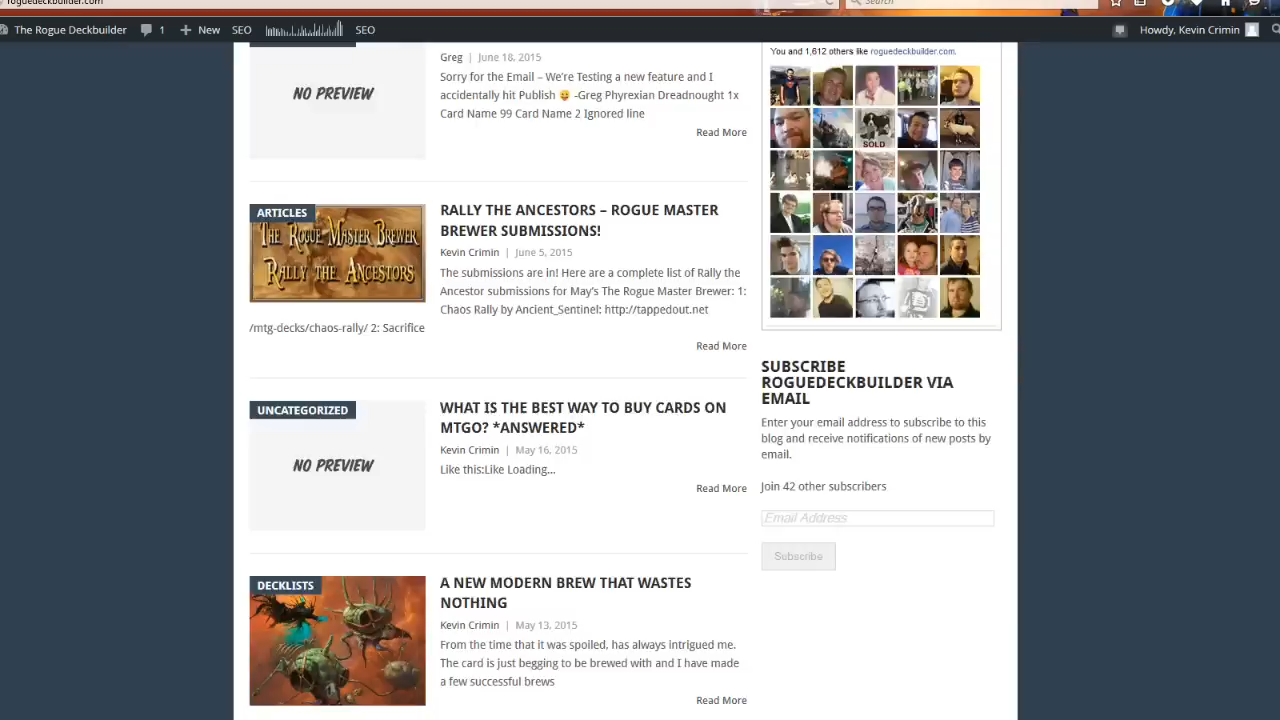 roguedeckbuilder.com
Search
The Rogue Deckbuilder
1
New
SEO
SEO
Howdy, Kevin Crimin
NO PREVIEW
Greg | June 18, 2015
Sorry for the Email – We're Testing a new feature and I
accidentally hit Publish 😛 -Greg Phyrexian Dreadnought 1x
Card Name 99 Card Name 2 Ignored line
Read More
ARTICLES
THE ROGUE MASTER BREWER
RALLY THE ANCESTORS
RALLY THE ANCESTORS – ROGUE MASTER
BREWER SUBMISSIONS!
Kevin Crimin | June 5, 2015
The submissions are in! Here are a complete list of Rally the
Ancestor submissions for May's The Rogue Master Brewer: 1:
Chaos Rally by Ancient_Sentinel: http://tappedout.net
/mtg-decks/chaos-rally/ 2: Sacrifice
Read More
UNCATEGORIZED
NO PREVIEW
WHAT IS THE BEST WAY TO BUY CARDS ON
MTGO? *ANSWERED*
Kevin Crimin | May 16, 2015
Like this:Like Loading...
Read More
DECKLISTS
A NEW MODERN BREW THAT WASTES
NOTHING
Kevin Crimin | May 13, 2015
From the time that it was spoiled, has always intrigued me.
The card is just begging to be brewed with and I have made
a few successful brews
Read More
You and 1,612 others like roguedeckbuilder.com.
SOLD
SUBSCRIBE
ROGUEDECKBUILDER VIA
EMAIL
Enter your email address to subscribe to this
blog and receive notifications of new posts by
email.
Join 42 other subscribers
Email Address
Subscribe